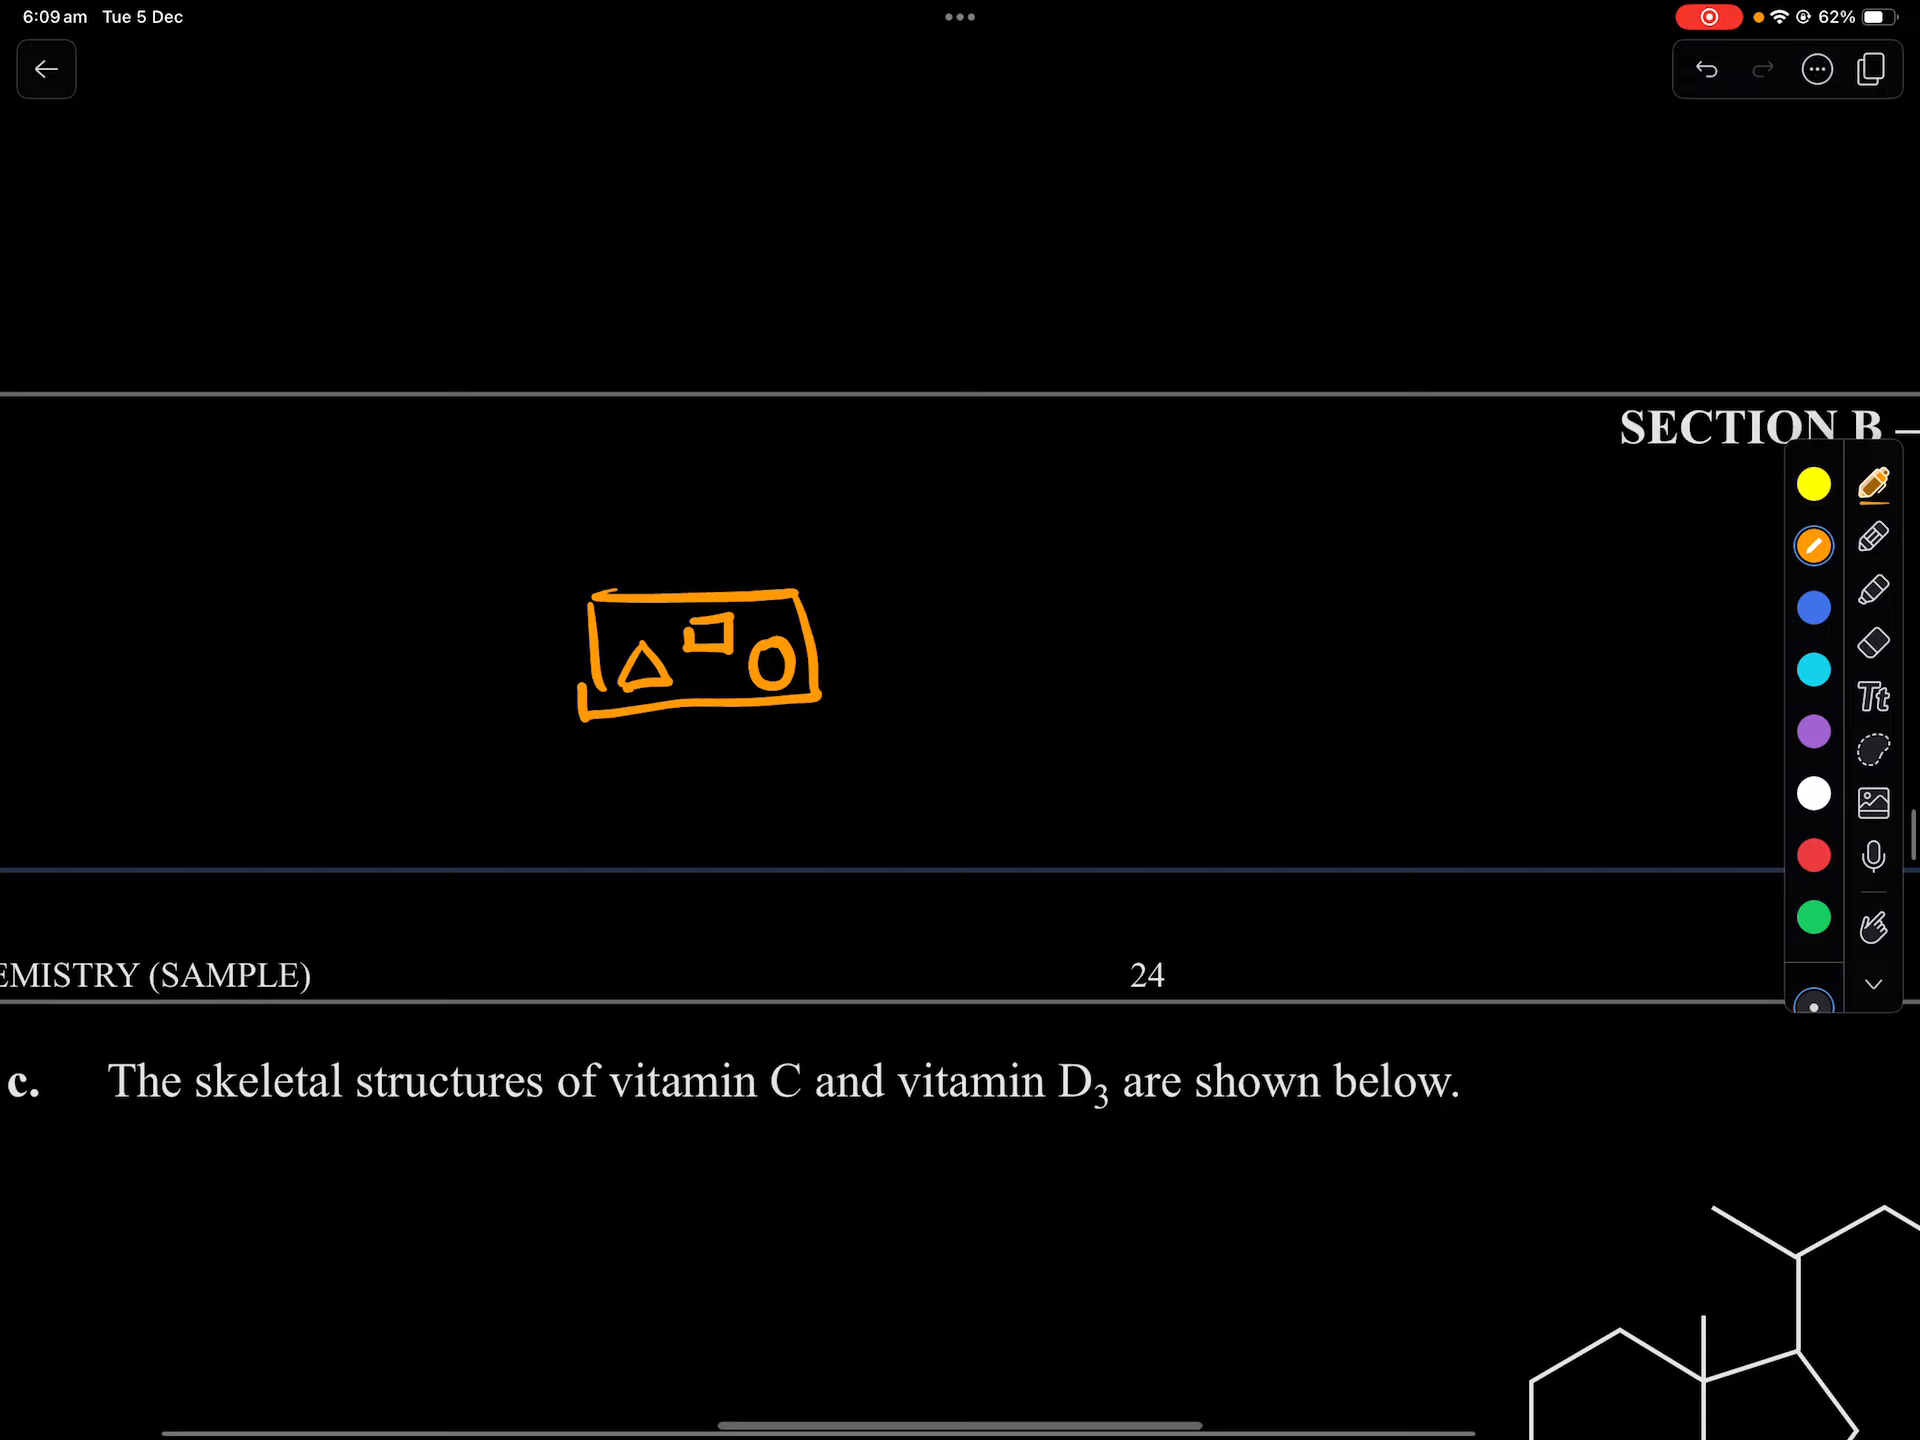 6:09 am Tue 5 Dec
62%
SECTION B –
Tt
EMISTRY (SAMPLE)
24
c. The skeletal structures of vitamin C and vitamin D₃ are shown below.